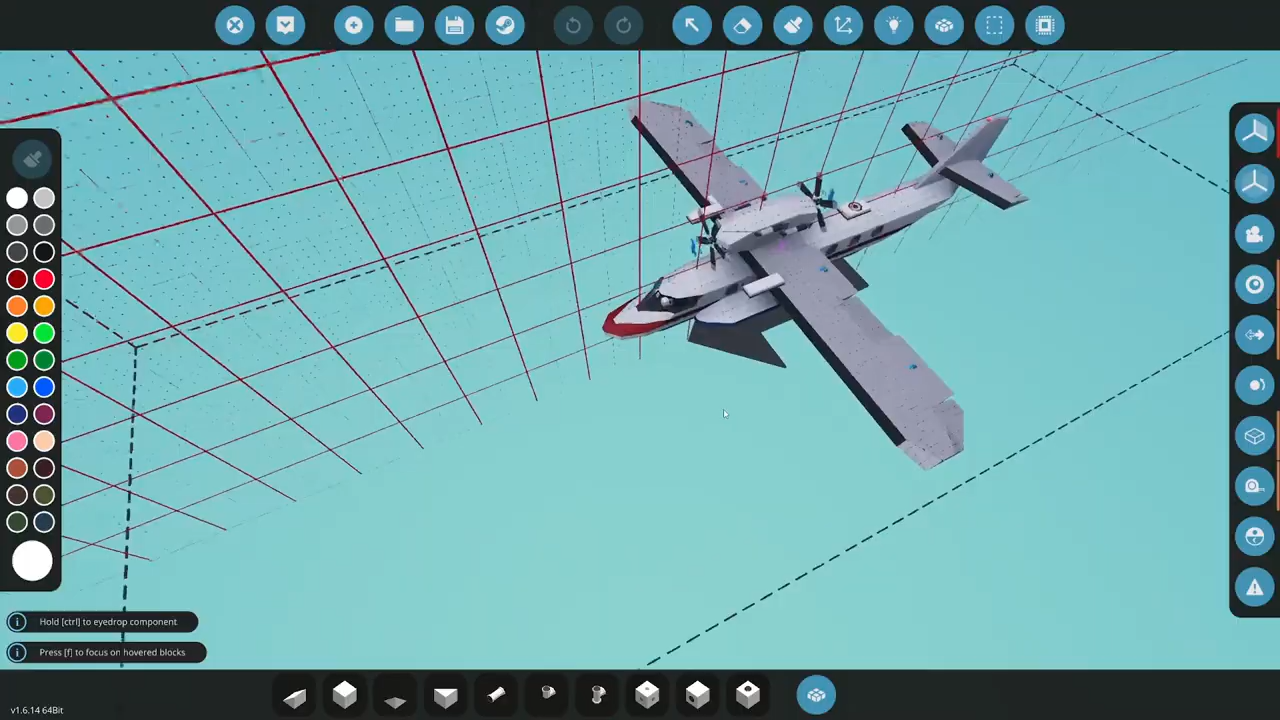 Hold [ctrl] to eyedrop component
Press [f] to focus on hovered blocks
v1.6.14 64Bit